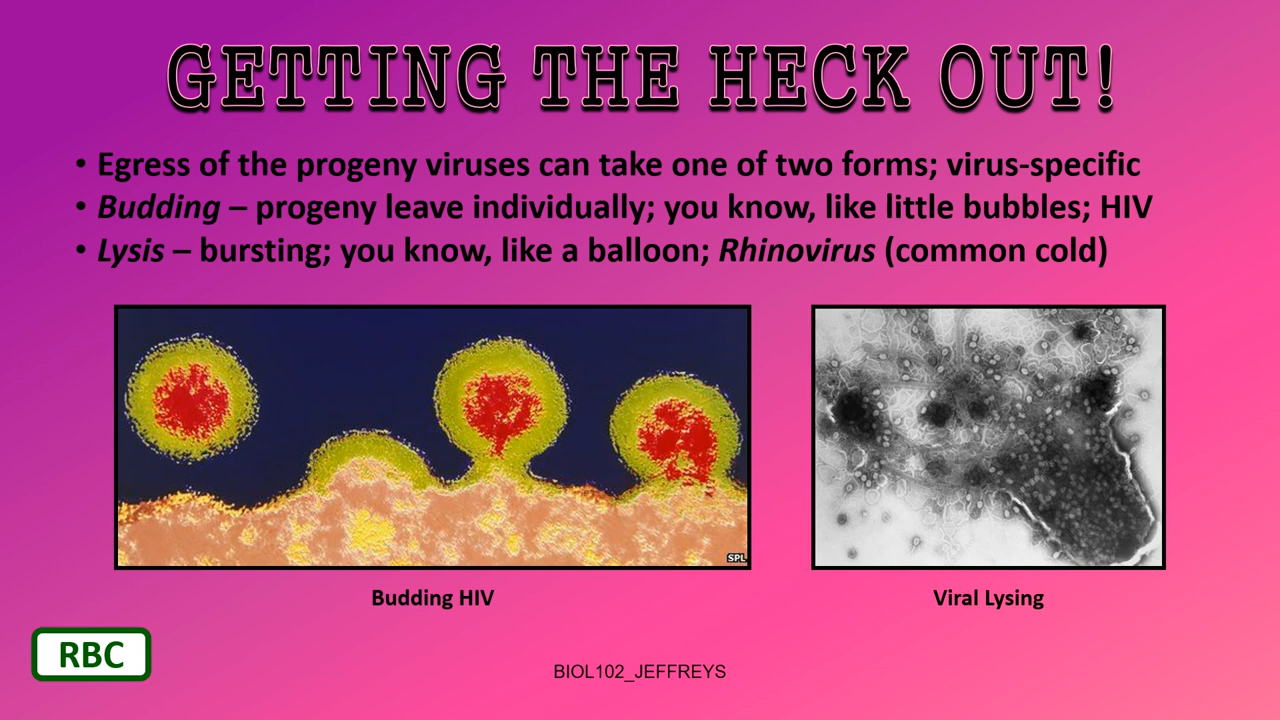 GETTING THE HECK OUT!
• Egress of the progeny viruses can take one of two forms; virus-specific
• Budding – progeny leave individually; you know, like little bubbles; HIV
• Lysis – bursting; you know, like a balloon; Rhinovirus (common cold)
SPL
Budding HIV
Viral Lysing
RBC
BIOL102_JEFFREYS